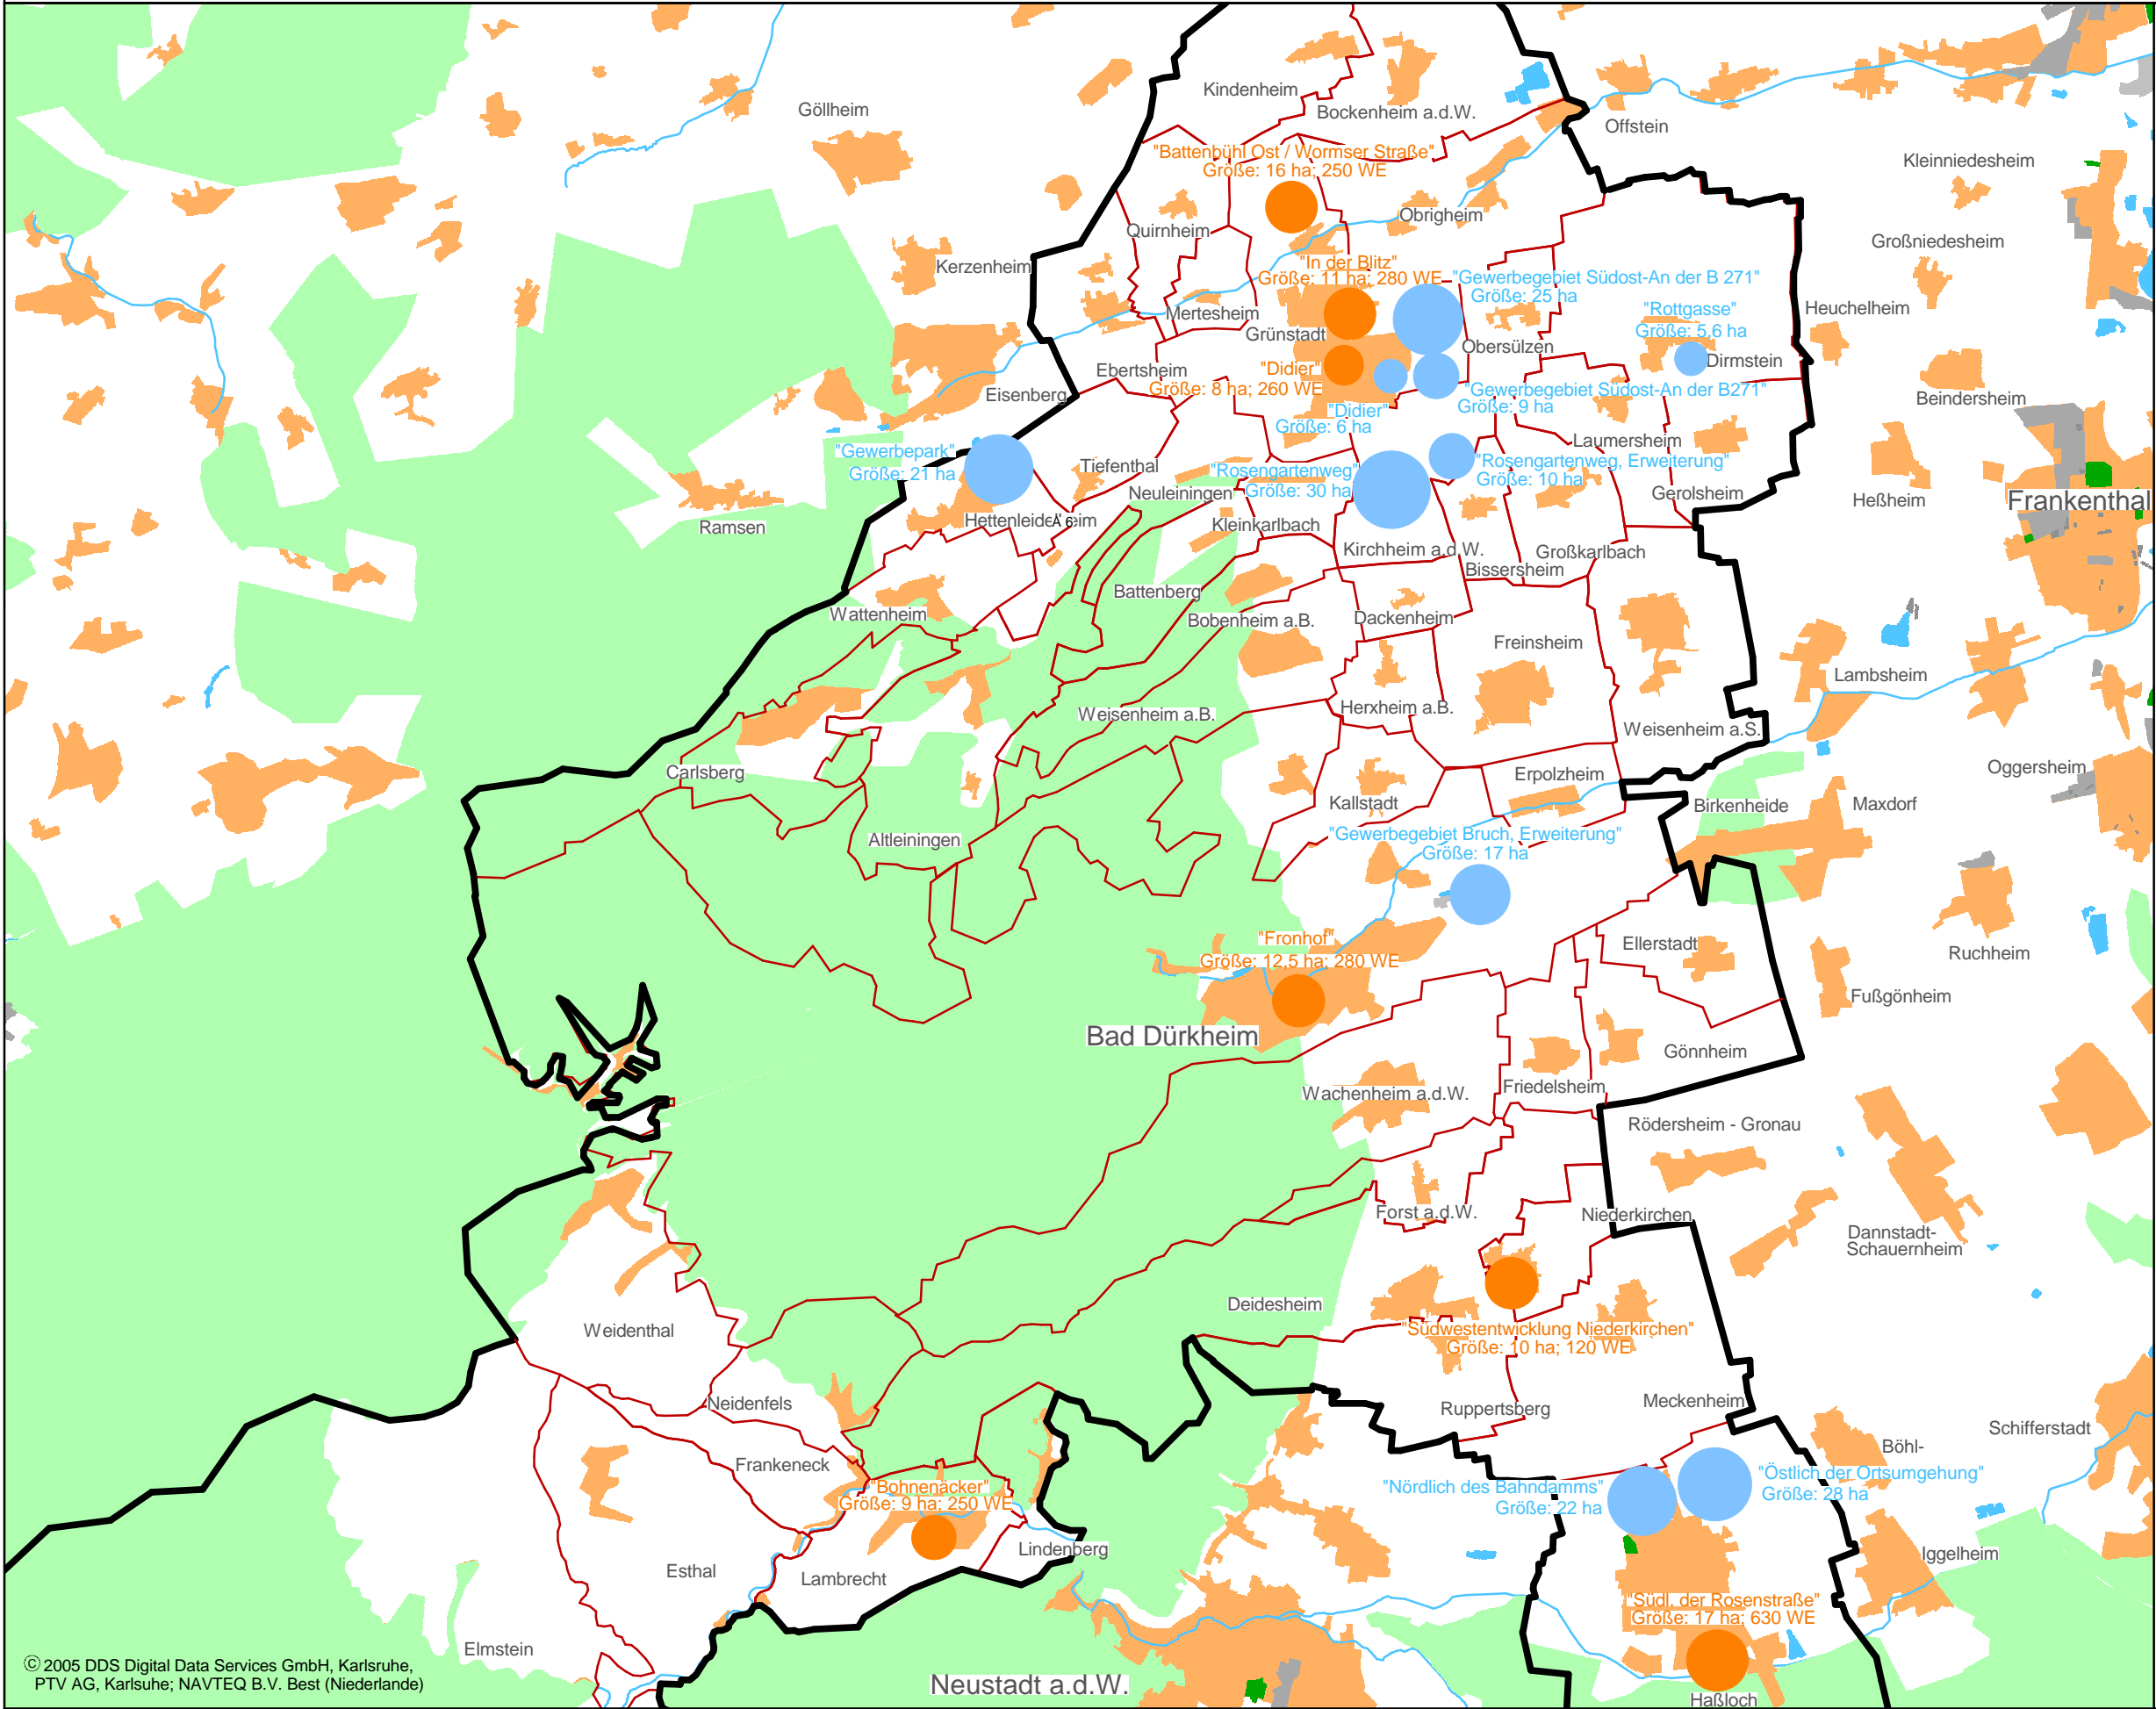 Göllheim
Kindenheim
Bockenheim a.d.W.
Offstein
Kleinniedesheim
"Battenbühl Ost / Wormser Straße"
Größe: 16 ha; 250 WE
Obrigheim
Quirnheim
Großniedesheim
Kerzenheim
"In der Blitz"
Größe: 11 ha; 280 WE
"Gewerbegebiet Südost-An der B 271"
Größe: 25 ha
"Rottgasse"
Größe: 5,6 ha
Heuchelheim
Mertesheim
Grünstadt
Obersülzen
Dirmstein
Ebertsheim
"Didier"
Größe: 8 ha; 260 WE
"Gewerbegebiet Südost-An der B271"
Größe: 9 ha
Eisenberg
Beindersheim
"Didier"
Größe: 6 ha
Laumersheim
"Gewerbepark"
Größe: 21 ha
Tiefenthal
"Rosengartenweg"
Größe: 30 ha
"Rosengartenweg, Erweiterung"
Größe: 10 ha
Neuleiningen
Gerolsheim
Heßheim
Frankenthal
Ramsen
Hettenleidelheim
A 6
Kleinkarlbach
Kirchheim a.d.W.
Großkarlbach
Bissersheim
Battenberg
Wattenheim
Bobenheim a.B.
Dackenheim
Freinsheim
Lambsheim
Weisenheim a.B.
Herxheim a.B.
Weisenheim a.S.
Carlsberg
Erpolzheim
Oggersheim
Kallstadt
Birkenheide
Maxdorf
Altleiningen
"Gewerbegebiet Bruch, Erweiterung"
Größe: 17 ha
"Fronhof"
Größe: 12,5 ha; 280 WE
Ellerstadt
Ruchheim
Fußgönheim
Bad Dürkheim
Gönnheim
Wachenheim a.d.W.
Friedelsheim
Rödersheim - Gronau
Forst a.d.W.
Niederkirchen
Dannstadt-
Schauernheim
Deidesheim
Weidenthal
"Südwestentwicklung Niederkirchen"
Größe: 10 ha; 120 WE
Neidenfels
Ruppertsberg
Meckenheim
Schifferstadt
Böhl-
Frankeneck
"Bohnenäcker"
Größe: 9 ha; 250 WE
"Nördlich des Bahndamms"
Größe: 22 ha
"Östlich der Ortsumgehung"
Größe: 28 ha
Lindenberg
Iggelheim
Esthal
Lambrecht
"Südl. der Rosenstraße"
Größe: 17 ha; 630 WE
Elmstein
Neustadt a.d.W.
Haßloch
© 2005 DDS Digital Data Services GmbH, Karlsruhe,
PTV AG, Karlsuhe; NAVTEQ B.V. Best (Niederlande)